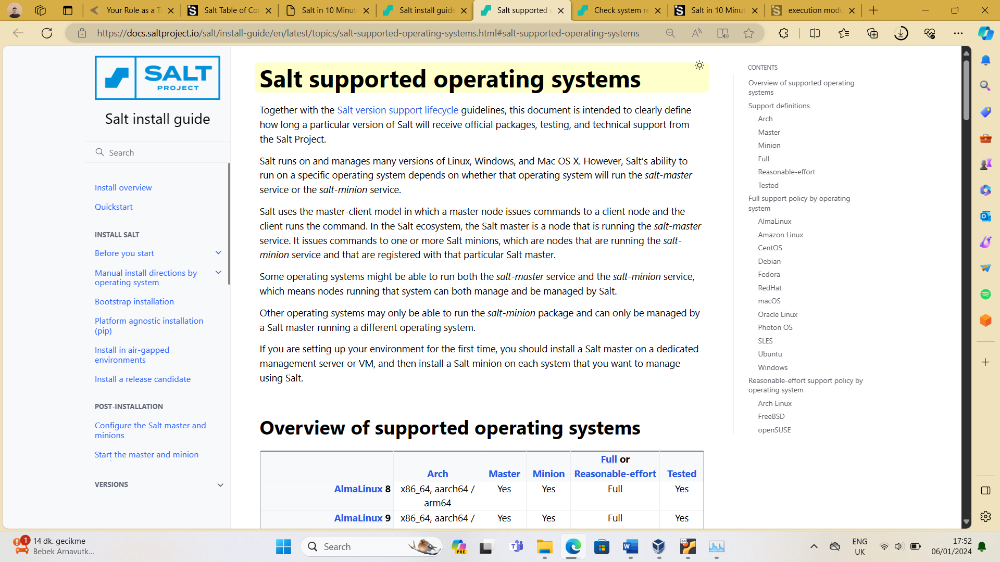 Your Role as a T
Salt Table of Co
Salt in 10 Minut
Salt install guide
Salt supported
Check system re
Salt in 10 Minut
execution modu
https://docs.saltproject.io/salt/install-guide/en/latest/topics/salt-supported-operating-systems.html#salt-supported-operating-systems
SALT
PROJECT
Salt install guide
Search
Install overview
Quickstart
INSTALL SALT
Before you start
Manual install directions by
operating system
Bootstrap installation
Platform agnostic installation
(pip)
Install in air-gapped
environments
Install a release candidate
POST-INSTALLATION
Configure the Salt master and
minions
Start the master and minion
VERSIONS
Salt supported operating systems
Together with the Salt version support lifecycle guidelines, this document is intended to clearly define
how long a particular version of Salt will receive official packages, testing, and technical support from
the Salt Project.
Salt runs on and manages many versions of Linux, Windows, and Mac OS X. However, Salt’s ability to
run on a specific operating system depends on whether that operating system will run the salt-master
service or the salt-minion service.
Salt uses the master-client model in which a master node issues commands to a client node and the
client runs the command. In the Salt ecosystem, the Salt master is a node that is running the salt-master
service. It issues commands to one or more Salt minions, which are nodes that are running the salt-
minion service and that are registered with that particular Salt master.
Some operating systems might be able to run both the salt-master service and the salt-minion service,
which means nodes running that system can both manage and be managed by Salt.
Other operating systems may only be able to run the salt-minion package and can only be managed by
a Salt master running a different operating system.
If you are setting up your environment for the first time, you should install a Salt master on a dedicated
management server or VM, and then install a Salt minion on each system that you want to manage
using Salt.
Overview of supported operating systems
Full or
Arch Master Minion Reasonable-effort Tested
AlmaLinux 8 x86_64, aarch64 / Yes Yes Full Yes
arm64
AlmaLinux 9 x86_64, aarch64 / Yes Yes Full Yes
CONTENTS
Overview of supported operating
systems
Support definitions
Arch
Master
Minion
Full
Reasonable-effort
Tested
Full support policy by operating
system
AlmaLinux
Amazon Linux
CentOS
Debian
Fedora
RedHat
macOS
Oracle Linux
Photon OS
SLES
Ubuntu
Windows
Reasonable-effort support policy by
operating system
Arch Linux
FreeBSD
openSUSE
1
14 dk. gecikme
Bebek Arnavutk...
Search
PRE
64
ENG
UK
17:52
06/01/2024